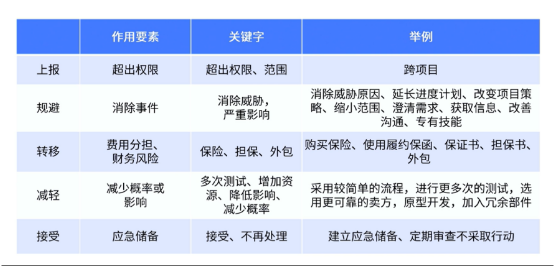 作用要素 关键字 举例
上报 超出权限 超出权限、范围 跨项目
规避 消除事件 消除威胁，
严重影响 消除威胁原因、延长进度计划、改变项目策
略、缩小范围、澄清需求、获取信息、改善
沟通、专有技能
转移 费用分担、
财务风险 保险、担保、外包 购买保险、使用履约保函、保证书、担保书、
外包
减轻 减少概率或
影响 多次测试、增加资
源、降低影响、
减少概率 采用较简单的流程，进行更多次的测试，选
用更可靠的卖方，原型开发，加入冗余部件
接受 应急储备 接受、不再处理 建立应急储备、定期审查不采取行动